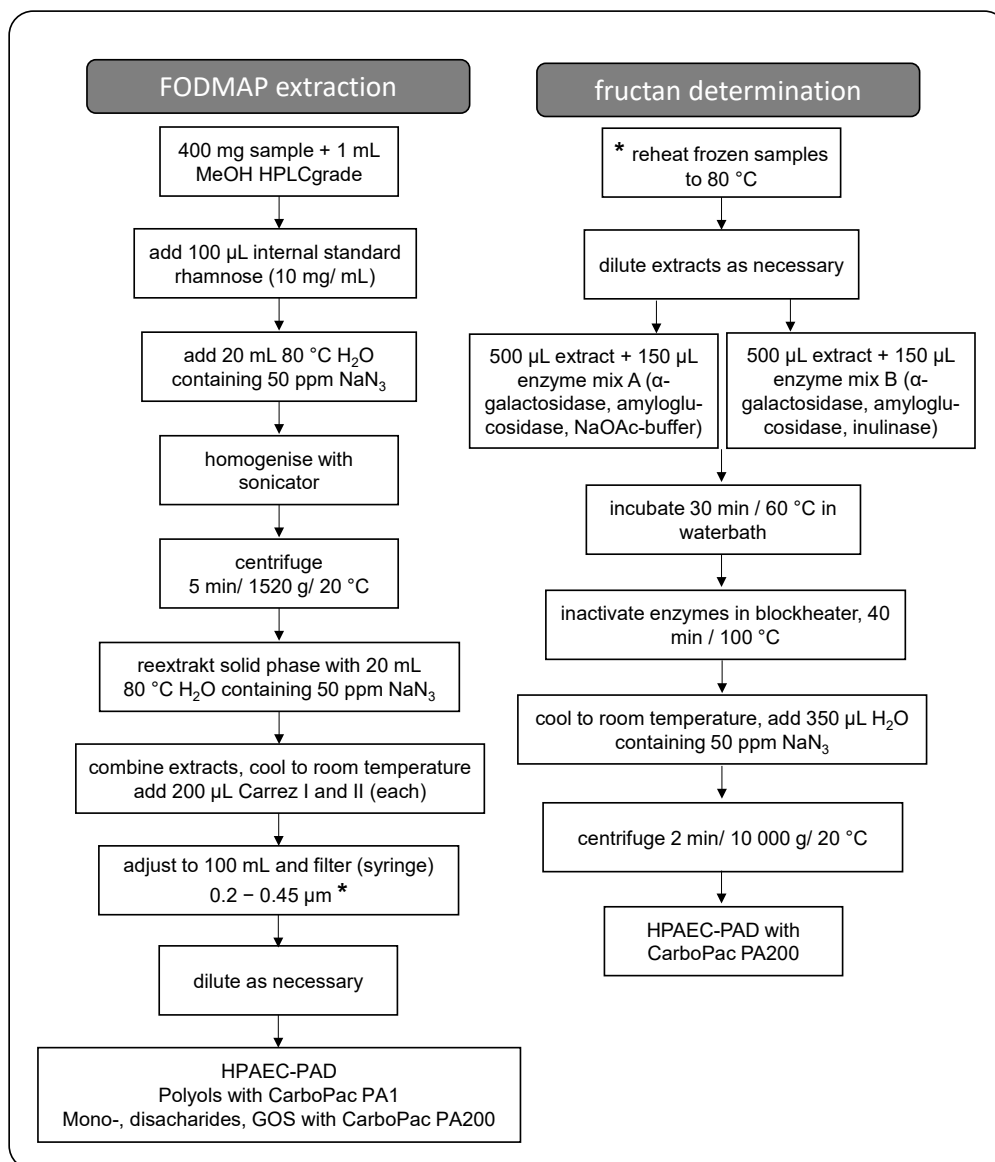 FODMAP extraction
400 mg sample + 1 mL
MeOH HPLCgrade
add 100 µL internal standard
rhamnose (10 mg/ mL)
add 20 mL 80 °C H₂O
containing 50 ppm NaN₃
homogenise with
sonicator
centrifuge
5 min/ 1520 g/ 20 °C
reextrakt solid phase with 20 mL
80 °C H₂O containing 50 ppm NaN₃
combine extracts, cool to room temperature
add 200 µL Carrez I and II (each)
adjust to 100 mL and filter (syringe)
0.2 − 0.45 µm *
dilute as necessary
HPAEC-PAD
Polyols with CarboPac PA1
Mono-, disacharides, GOS with CarboPac PA200
fructan determination
* reheat frozen samples
to 80 °C
dilute extracts as necessary
500 µL extract + 150 µL
enzyme mix A (α-
galactosidase, amyloglu-
cosidase, NaOAc-buffer)
500 µL extract + 150 µL
enzyme mix B (α-
galactosidase, amyloglu-
cosidase, inulinase)
incubate 30 min / 60 °C in
waterbath
inactivate enzymes in blockheater, 40
min / 100 °C
cool to room temperature, add 350 µL H₂O
containing 50 ppm NaN₃
centrifuge 2 min/ 10 000 g/ 20 °C
HPAEC-PAD with
CarboPac PA200